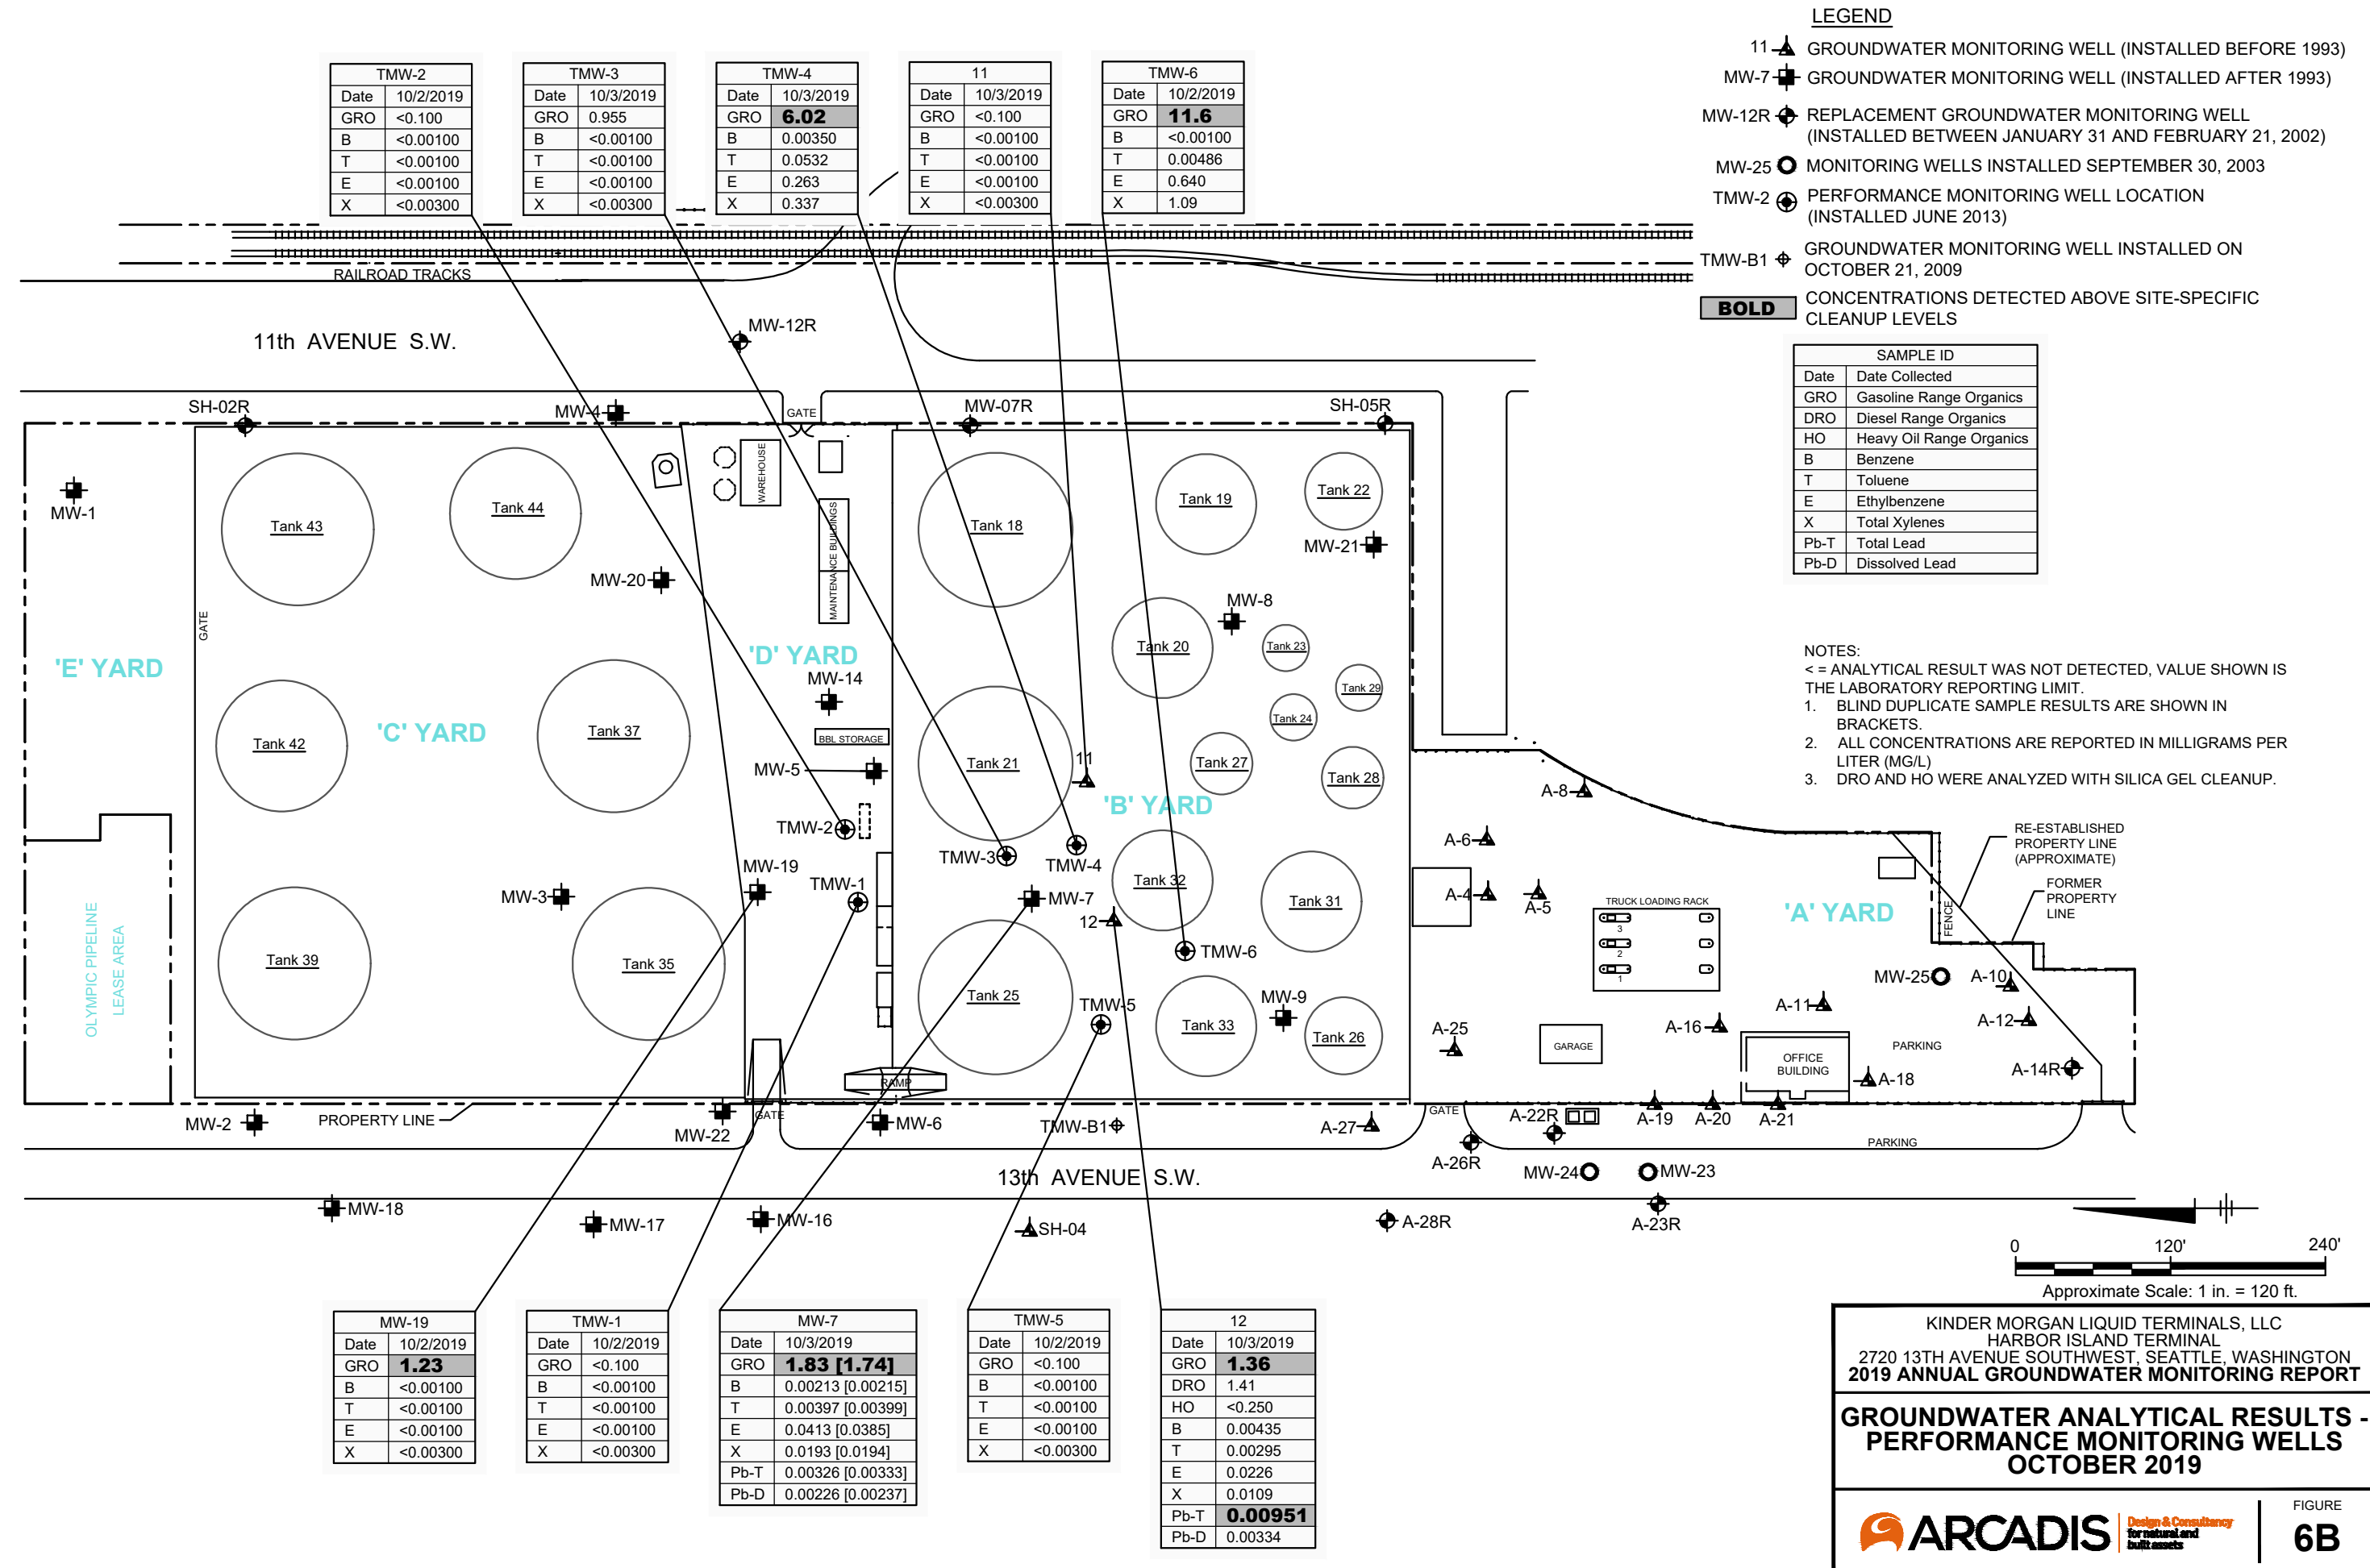 LEGEND
11 GROUNDWATER MONITORING WELL (INSTALLED BEFORE 1993)
MW-7 GROUNDWATER MONITORING WELL (INSTALLED AFTER 1993)
MW-12R REPLACEMENT GROUNDWATER MONITORING WELL
(INSTALLED BETWEEN JANUARY 31 AND FEBRUARY 21, 2002)
MW-25 MONITORING WELLS INSTALLED SEPTEMBER 30, 2003
TMW-2 PERFORMANCE MONITORING WELL LOCATION
(INSTALLED JUNE 2013)
TMW-B1 GROUNDWATER MONITORING WELL INSTALLED ON
OCTOBER 21, 2009
BOLD CONCENTRATIONS DETECTED ABOVE SITE-SPECIFIC
CLEANUP LEVELS
TMW-2
Date 10/2/2019
GRO <0.100
B <0.00100
T <0.00100
E <0.00100
X <0.00300
TMW-3
Date 10/3/2019
GRO 0.955
B <0.00100
T <0.00100
E <0.00100
X <0.00300
TMW-4
Date 10/3/2019
GRO 6.02
B 0.00350
T 0.0532
E 0.263
X 0.337
11
Date 10/3/2019
GRO <0.100
B <0.00100
T <0.00100
E <0.00100
X <0.00300
TMW-6
Date 10/2/2019
GRO 11.6
B <0.00100
T 0.00486
E 0.640
X 1.09
SAMPLE ID
Date Date Collected
GRO Gasoline Range Organics
DRO Diesel Range Organics
HO Heavy Oil Range Organics
B Benzene
T Toluene
E Ethylbenzene
X Total Xylenes
Pb-T Total Lead
Pb-D Dissolved Lead
NOTES:
< = ANALYTICAL RESULT WAS NOT DETECTED, VALUE SHOWN IS
THE LABORATORY REPORTING LIMIT.
1. BLIND DUPLICATE SAMPLE RESULTS ARE SHOWN IN
BRACKETS.
2. ALL CONCENTRATIONS ARE REPORTED IN MILLIGRAMS PER
LITER (MG/L)
3. DRO AND HO WERE ANALYZED WITH SILICA GEL CLEANUP.
RAILROAD TRACKS
11th AVENUE S.W.
MW-12R
SH-02R
MW-4
GATE
MW-07R
SH-05R
MW-1
Tank 43
Tank 44
WAREHOUSE
MAINTENANCE BUILDINGS
Tank 18
Tank 19
Tank 22
MW-21
MW-20
MW-8
GATE
'E' YARD
'D' YARD
Tank 20
Tank 23
MW-14
Tank 29
'C' YARD
Tank 42
Tank 37
BBL STORAGE
Tank 24
MW-5
Tank 21
11
Tank 27
Tank 28
'B' YARD
A-8
TMW-2
TMW-3
TMW-4
A-6
MW-19
TMW-1
MW-3
MW-7
12
Tank 32
Tank 31
A-4
A-5
TRUCK LOADING RACK
3
2
1
'A' YARD
RE-ESTABLISHED
PROPERTY LINE
(APPROXIMATE)
FORMER
PROPERTY
LINE
FENCE
OLYMPIC PIPELINE
LEASE AREA
Tank 39
Tank 35
TMW-6
Tank 25
TMW-5
MW-9
Tank 33
Tank 26
MW-25
A-10
A-11
A-12
A-16
A-25
GARAGE
OFFICE
BUILDING
PARKING
A-18
A-14R
RAMP
MW-2
PROPERTY LINE
GATE
MW-22
MW-6
TMW-B1
A-27
GATE
A-22R
A-19
A-20
A-21
A-26R
PARKING
MW-24
MW-23
13th AVENUE S.W.
MW-18
MW-17
MW-16
SH-04
A-28R
A-23R
0 120' 240'
Approximate Scale: 1 in. = 120 ft.
MW-19
Date 10/2/2019
GRO 1.23
B <0.00100
T <0.00100
E <0.00100
X <0.00300
TMW-1
Date 10/2/2019
GRO <0.100
B <0.00100
T <0.00100
E <0.00100
X <0.00300
MW-7
Date 10/3/2019
GRO 1.83 [1.74]
B 0.00213 [0.00215]
T 0.00397 [0.00399]
E 0.0413 [0.0385]
X 0.0193 [0.0194]
Pb-T 0.00326 [0.00333]
Pb-D 0.00226 [0.00237]
TMW-5
Date 10/2/2019
GRO <0.100
B <0.00100
T <0.00100
E <0.00100
X <0.00300
12
Date 10/3/2019
GRO 1.36
DRO 1.41
HO <0.250
B 0.00435
T 0.00295
E 0.0226
X 0.0109
Pb-T 0.00951
Pb-D 0.00334
KINDER MORGAN LIQUID TERMINALS, LLC
HARBOR ISLAND TERMINAL
2720 13TH AVENUE SOUTHWEST, SEATTLE, WASHINGTON
2019 ANNUAL GROUNDWATER MONITORING REPORT
GROUNDWATER ANALYTICAL RESULTS -
PERFORMANCE MONITORING WELLS
OCTOBER 2019
ARCADIS
Design & Consultancy
for natural and
built assets
FIGURE
6B